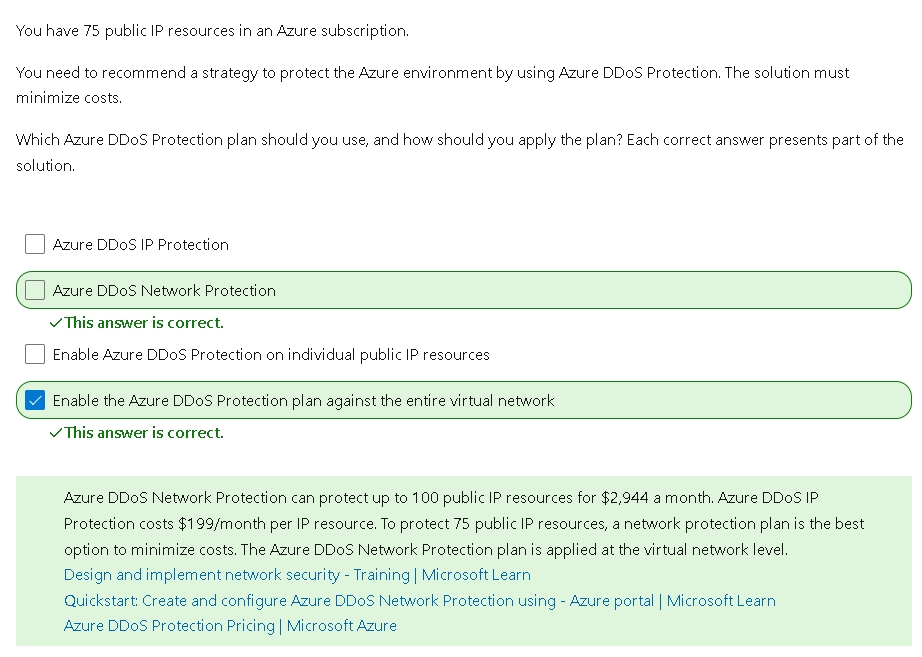 You have 75 public IP resources in an Azure subscription.
You need to recommend a strategy to protect the Azure environment by using Azure DDoS Protection. The solution must
minimize costs.
Which Azure DDoS Protection plan should you use, and how should you apply the plan? Each correct answer presents part of the
solution.
Azure DDoS IP Protection
Azure DDoS Network Protection
✓This answer is correct.
Enable Azure DDoS Protection on individual public IP resources
Enable the Azure DDoS Protection plan against the entire virtual network
✓This answer is correct.
Azure DDoS Network Protection can protect up to 100 public IP resources for $2,944 a month. Azure DDoS IP
Protection costs $199/month per IP resource. To protect 75 public IP resources, a network protection plan is the best
option to minimize costs. The Azure DDoS Network Protection plan is applied at the virtual network level.
Design and implement network security - Training | Microsoft Learn
Quickstart: Create and configure Azure DDoS Network Protection using - Azure portal | Microsoft Learn
Azure DDoS Protection Pricing | Microsoft Azure